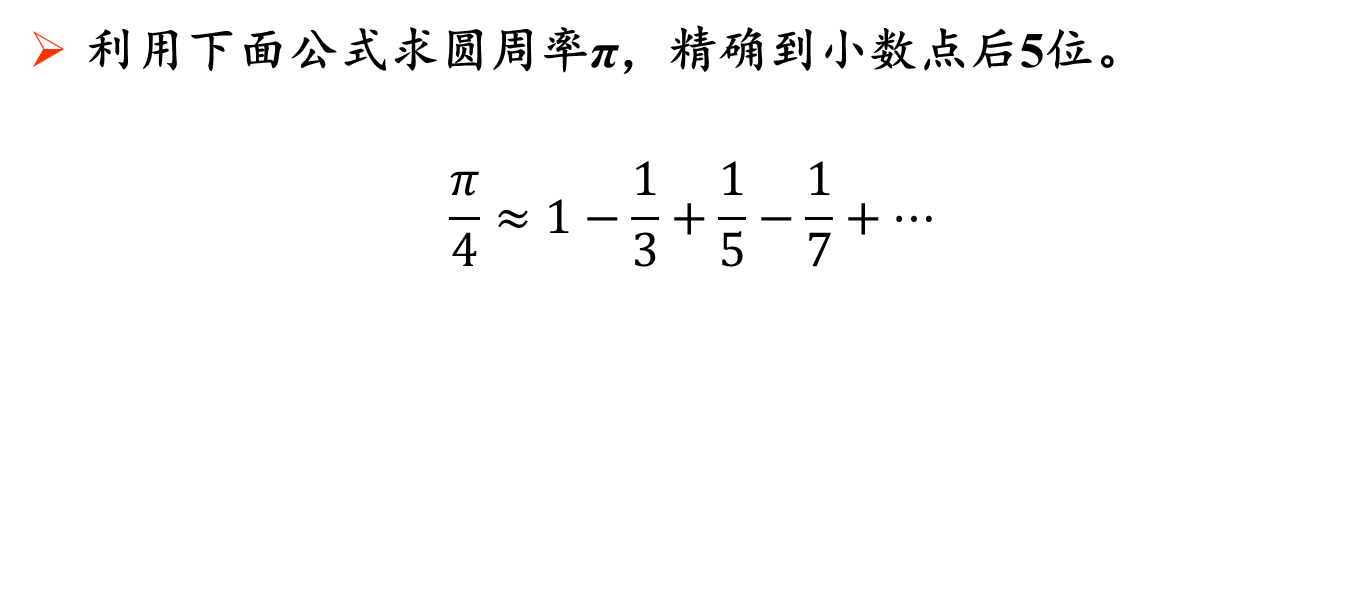 利用下面公式求圆周率π，精确到小数点后5位。
π/4 ≈ 1 − 1/3 + 1/5 − 1/7 + ⋯